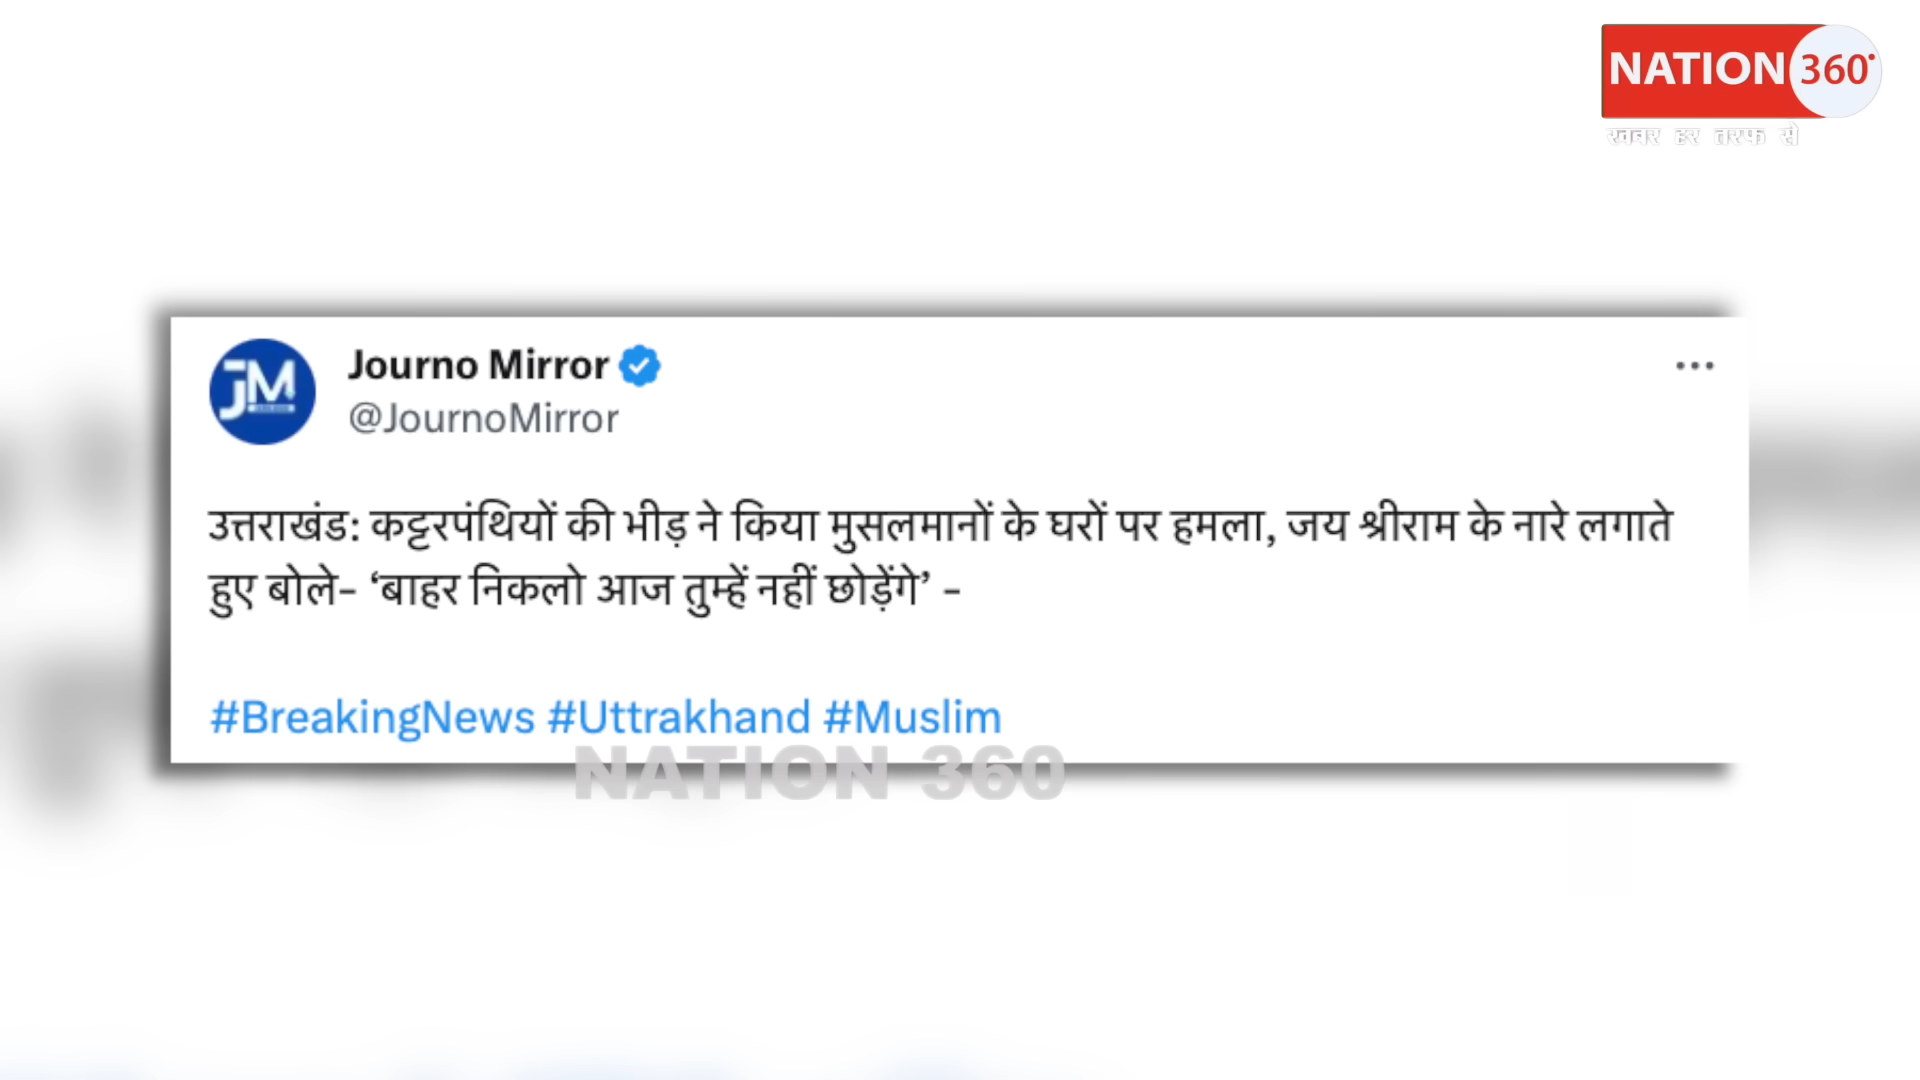 NATION 360°
ख़बर हर तरफ से
Journo Mirror
@JournoMirror
उत्तराखंड: कट्टरपंथियों की भीड़ ने किया मुसलमानों के घरों पर हमला, जय श्रीराम के नारे लगाते
हुए बोले- ‘बाहर निकलो आज तुम्हें नहीं छोड़ेंगे’ -
#BreakingNews #Uttrakhand #Muslim
NATION 360